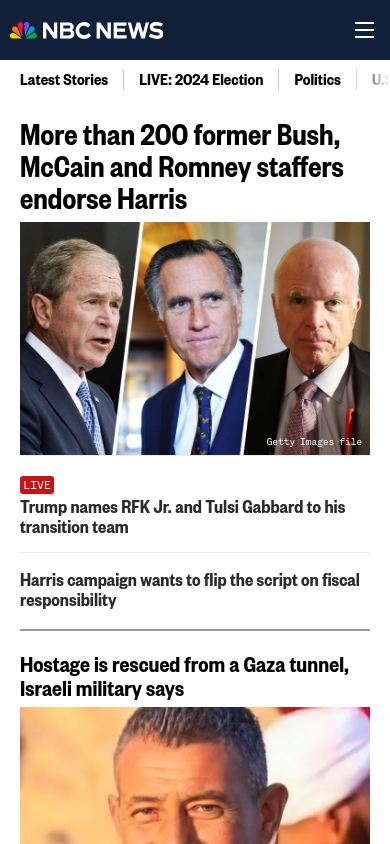 NBC NEWS
Latest Stories
LIVE: 2024 Election
Politics
More than 200 former Bush,
McCain and Romney staffers
endorse Harris
Getty Images file
LIVE
Trump names RFK Jr. and Tulsi Gabbard to his
transition team
Harris campaign wants to flip the script on fiscal
responsibility
Hostage is rescued from a Gaza tunnel,
Israeli military says